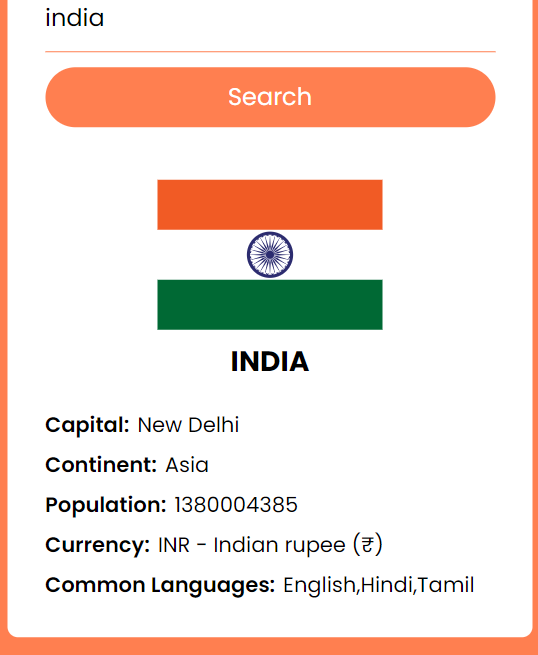 india
Search
INDIA
Capital: New Delhi
Continent: Asia
Population: 1380004385
Currency: INR - Indian rupee (₹)
Common Languages: English,Hindi,Tamil